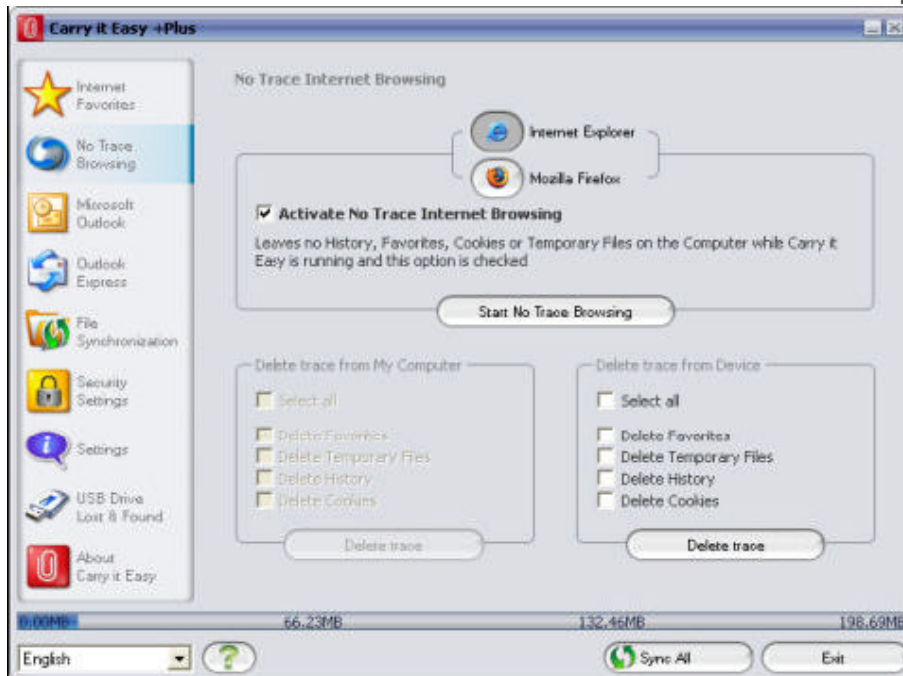 Carry it Easy +Plus
Internet
Favorites
No Trace
Browsing
Microsoft
Outlook
Outlook
Express
File
Synchronization
Security
Settings
Settings
USB Drive
Lost & Found
About
Carry it Easy
No Trace Internet Browsing
Internet Explorer
Mozilla Firefox
Activate No Trace Internet Browsing
Leaves no History, Favorites, Cookies or Temporary Files on the Computer while Carry it
Easy is running and this option is checked
Start No Trace Browsing
Delete trace from My Computer
Select all
Delete Favorites
Delete Temporary Files
Delete History
Delete Cookies
Delete trace
Delete trace from Device
Select all
Delete Favorites
Delete Temporary Files
Delete History
Delete Cookies
Delete trace
0.00MB 66.23MB 132.46MB 198.69MB
English ? Sync All Exit